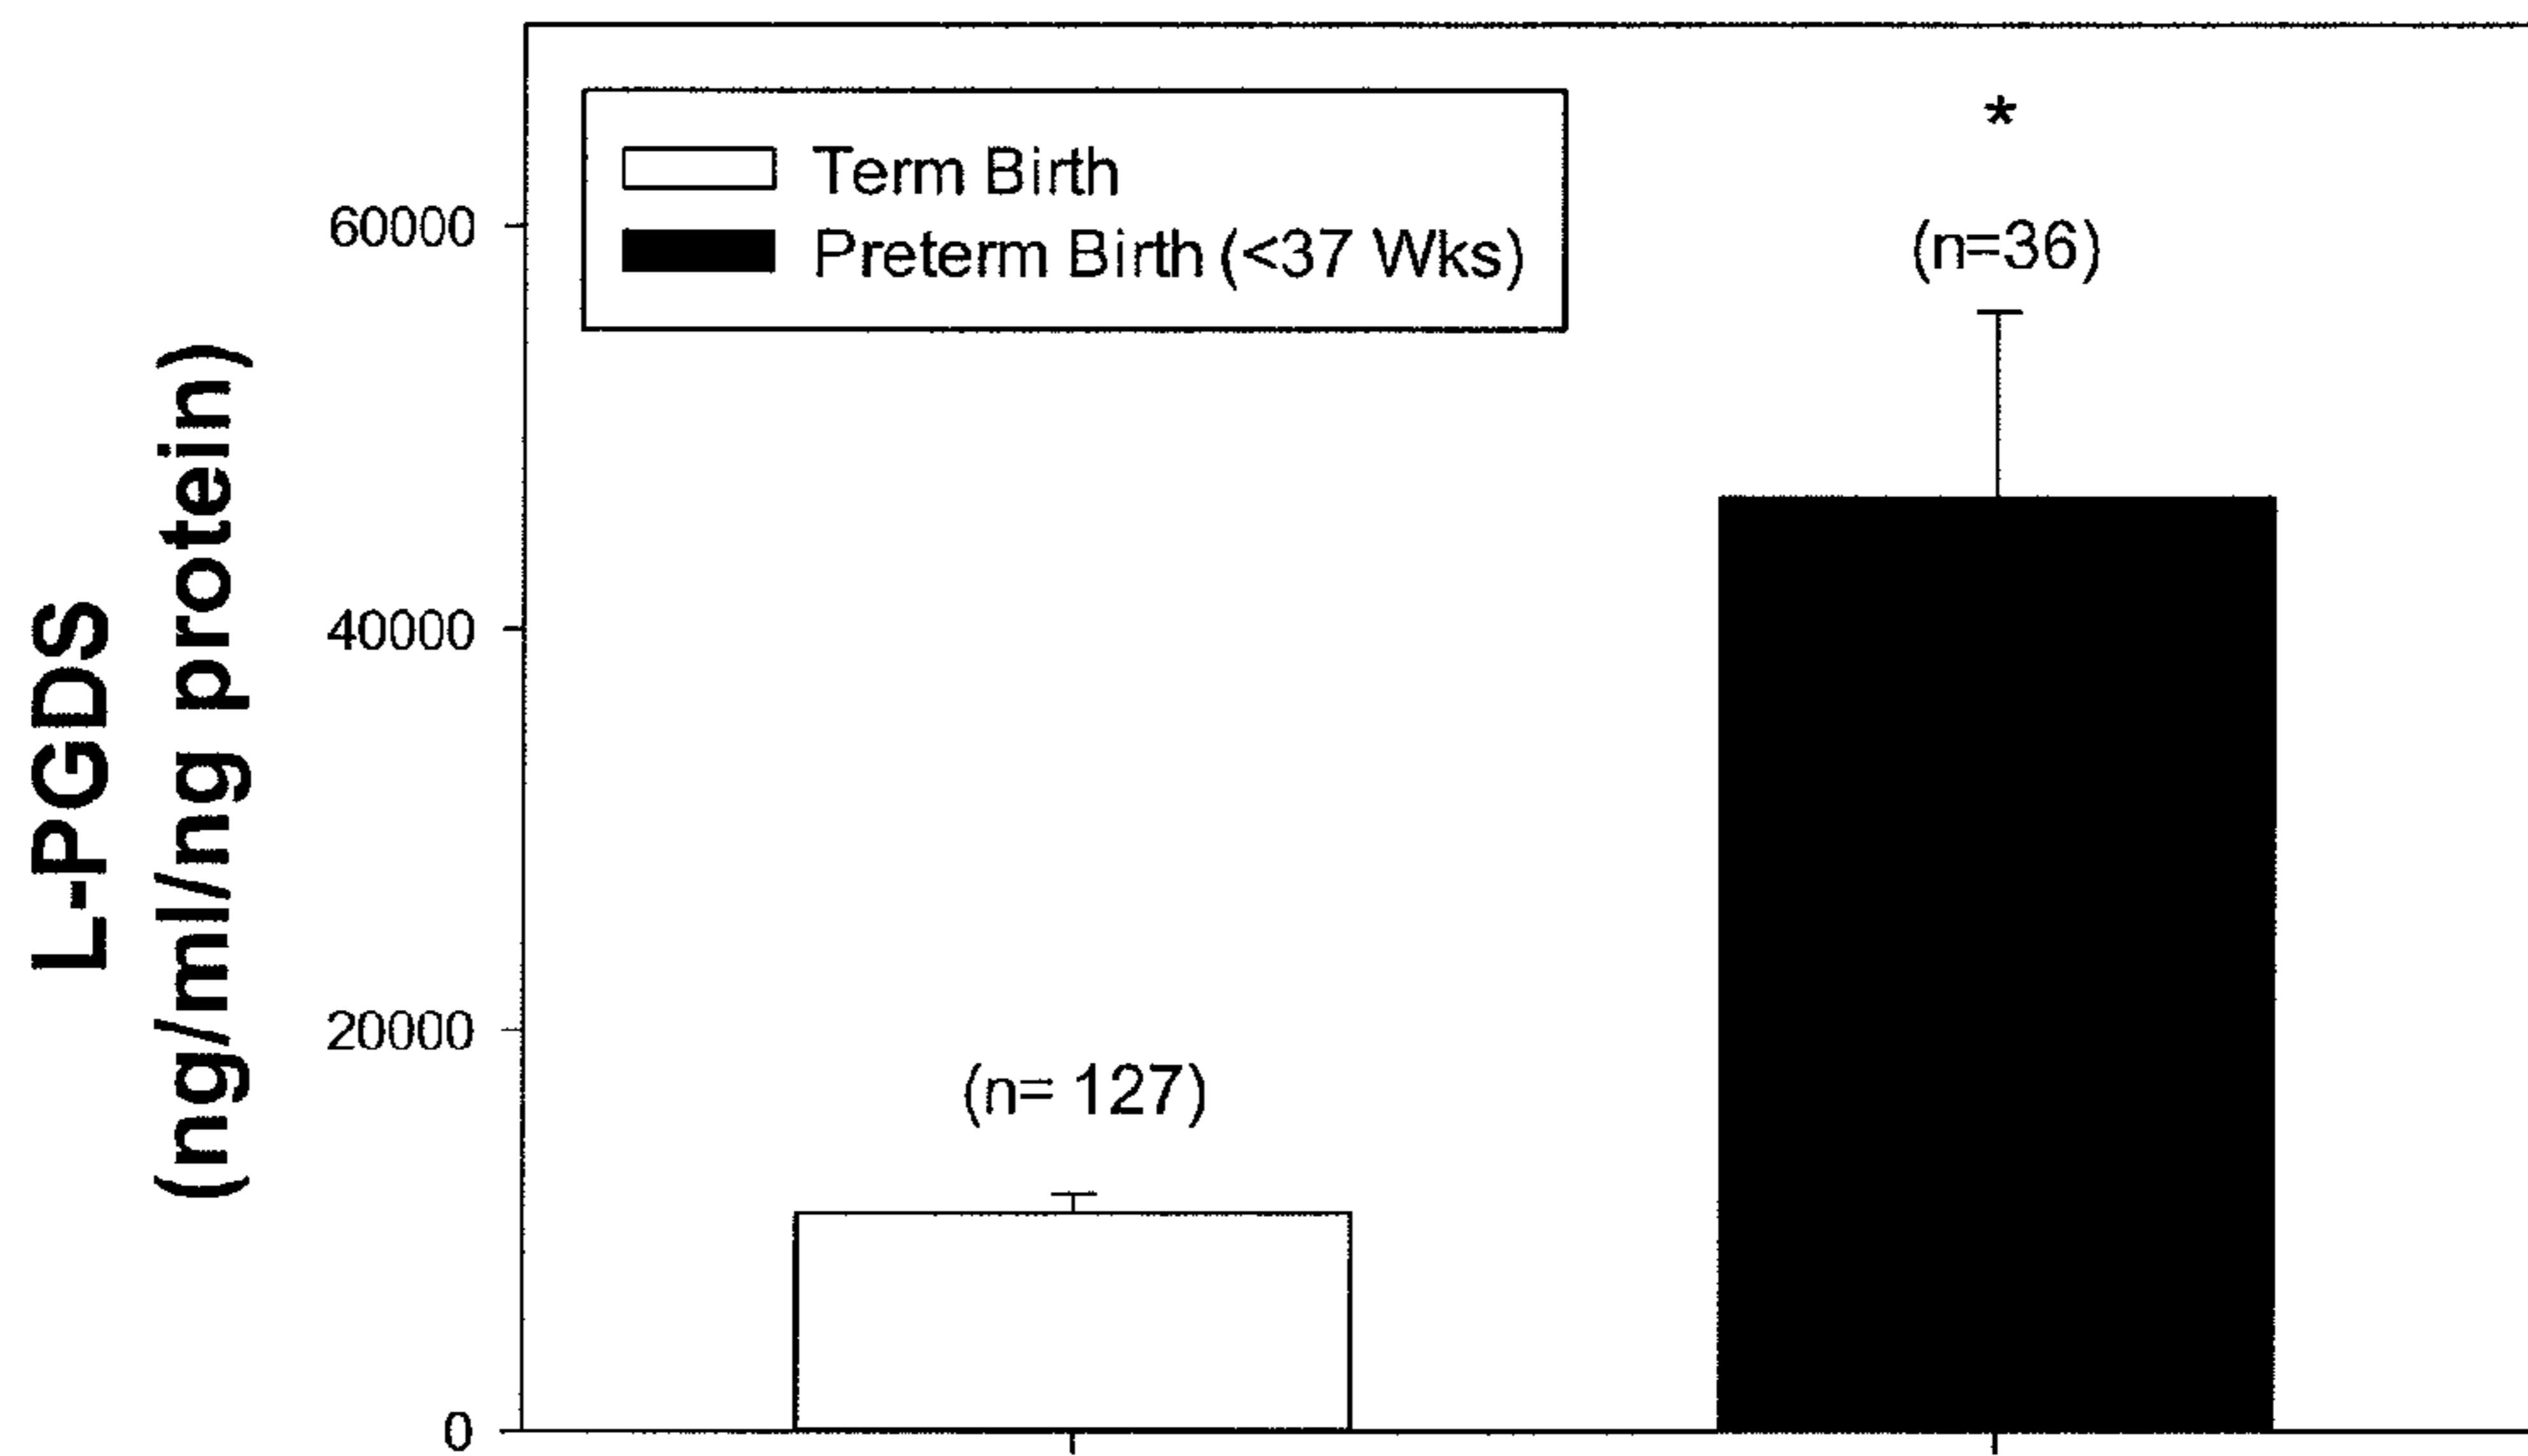 L-PGDS
(ng/ml/ng protein)
60000
40000
20000
0
Term Birth
Preterm Birth (<37 Wks)
*
(n=36)
(n= 127)